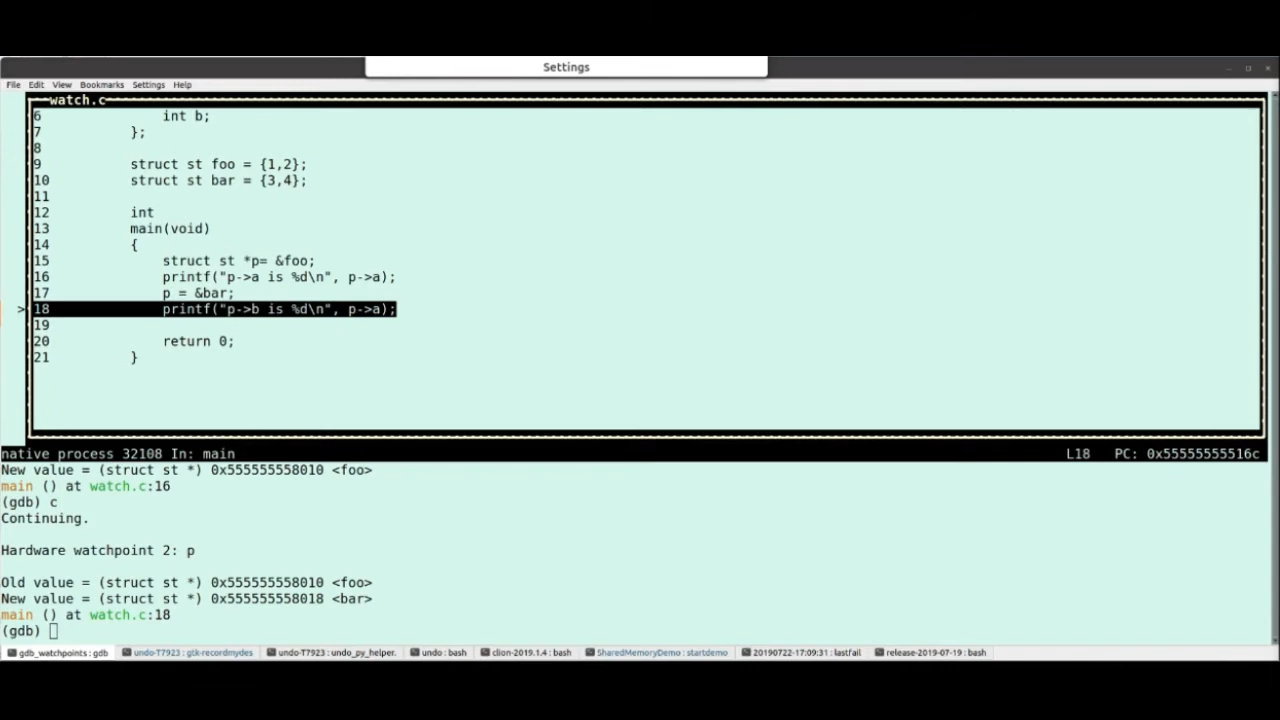 Settings
File Edit View Bookmarks Settings Help
watch.c
6 int b;
7 };
8
9 struct st foo = {1,2};
10 struct st bar = {3,4};
11
12 int
13 main(void)
14 {
15 struct st *p= &foo;
16 printf("p->a is %d\n", p->a);
17 p = &bar;
>18 printf("p->b is %d\n", p->a);
19
20 return 0;
21 }
native process 32108 In: main L18 PC: 0x55555555516c
New value = (struct st *) 0x555555558010 <foo>
main () at watch.c:16
(gdb) c
Continuing.
Hardware watchpoint 2: p
Old value = (struct st *) 0x555555558010 <foo>
New value = (struct st *) 0x555555558018 <bar>
main () at watch.c:18
(gdb)
gdb_watchpoints : gdb undo-T7923 : gtk-recordmydes undo-T7923 : undo_py_helper. undo : bash clion-2019.1.4 : bash SharedMemoryDemo : startdemo 20190722-17:09:31 : lastfail release-2019-07-19 : bash